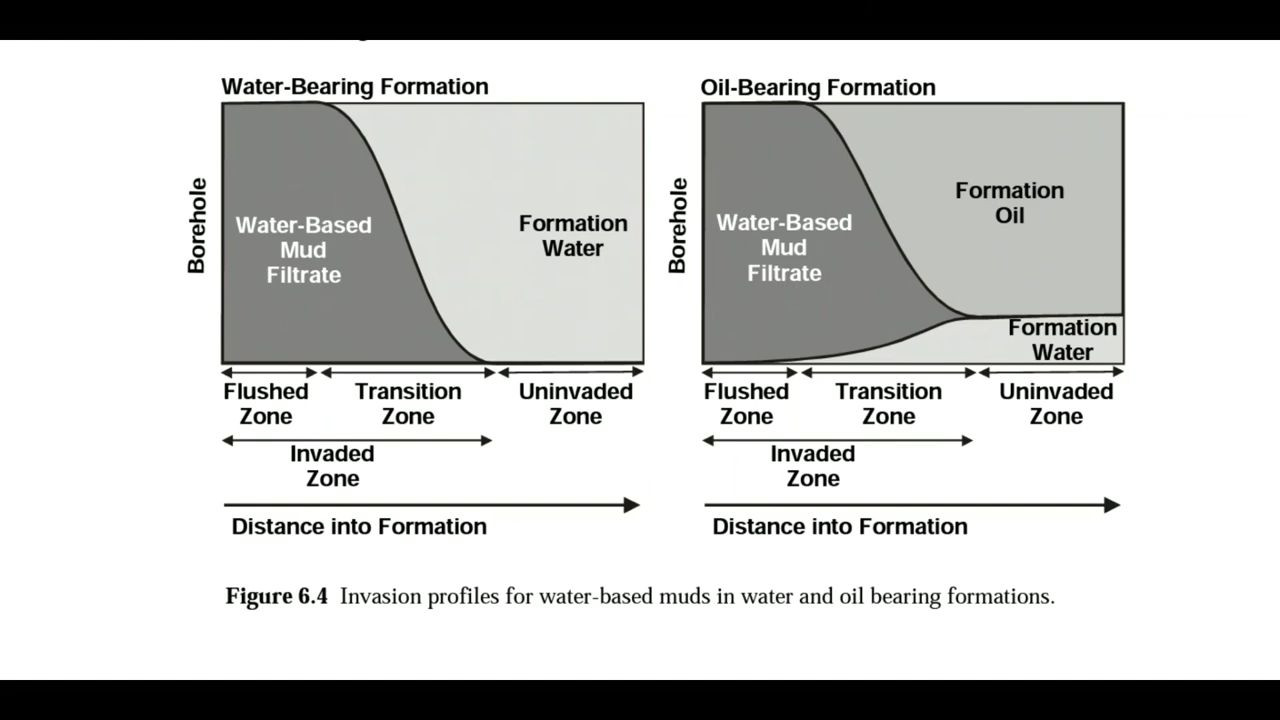 Water-Bearing Formation
Borehole
Water-Based
Mud
Filtrate
Formation
Water
Flushed
Zone
Transition
Zone
Uninvaded
Zone
Invaded
Zone
Distance into Formation
Oil-Bearing Formation
Borehole
Water-Based
Mud
Filtrate
Formation
Oil
Formation
Water
Flushed
Zone
Transition
Zone
Uninvaded
Zone
Invaded
Zone
Distance into Formation
Figure 6.4 Invasion profiles for water-based muds in water and oil bearing formations.